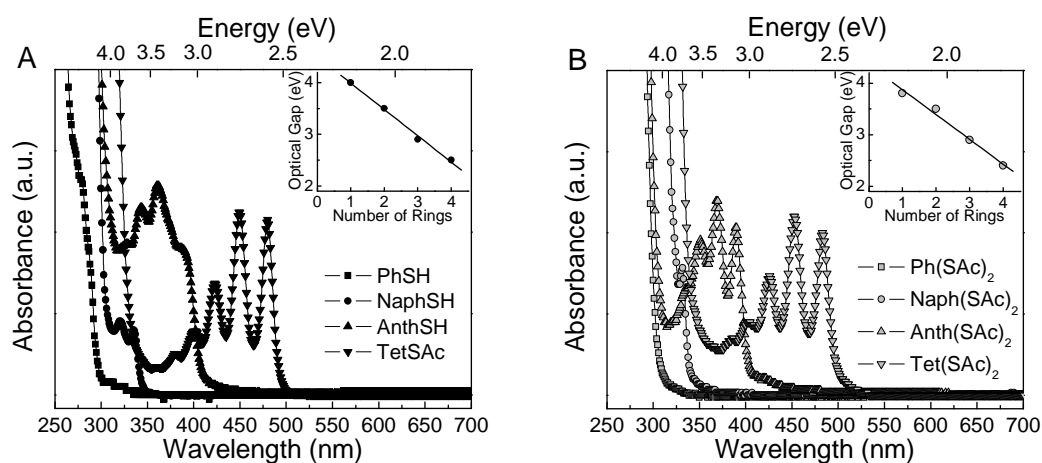 A
Energy (eV)
4.0 3.5 3.0 2.5 2.0
Absorbance (a.u.)
Optical Gap (eV)
4
3
2
1 2 3 4
Number of Rings
PhSH
NaphSH
AnthSH
TetSAc
250 300 350 400 450 500 550 600 650 700
Wavelength (nm)
B
Energy (eV)
4.0 3.5 3.0 2.5 2.0
Absorbance (a.u.)
Optical Gap (eV)
4
3
2
1 2 3 4
Number of Rings
Ph(SAc)₂
Naph(SAc)₂
Anth(SAc)₂
Tet(SAc)₂
250 300 350 400 450 500 550 600 650 700
Wavelength (nm)